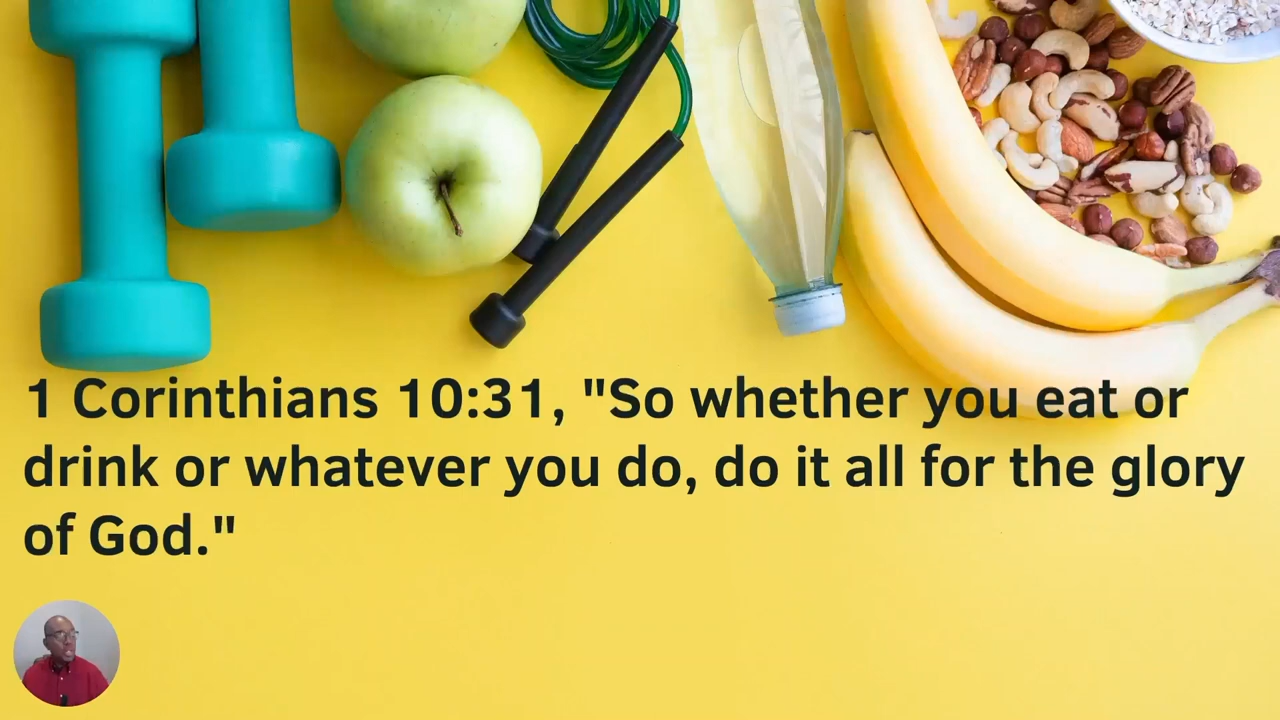 1 Corinthians 10:31, "So whether you eat or
drink or whatever you do, do it all for the glory
of God."